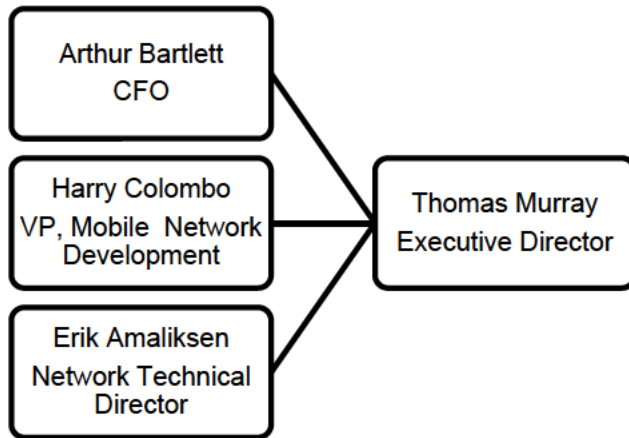 Arthur Bartlett
CFO
Harry Colombo
VP, Mobile Network
Development
Erik Amaliksen
Network Technical
Director
Thomas Murray
Executive Director